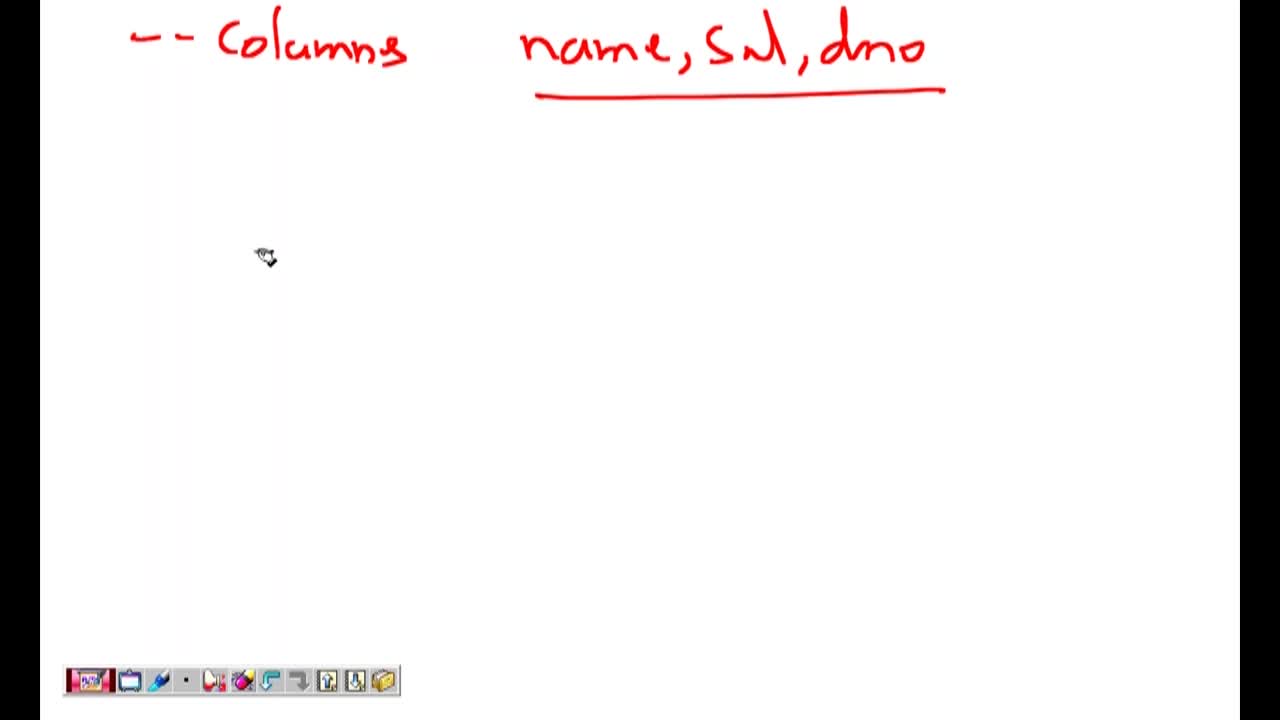 -- Columns name, sal, dno